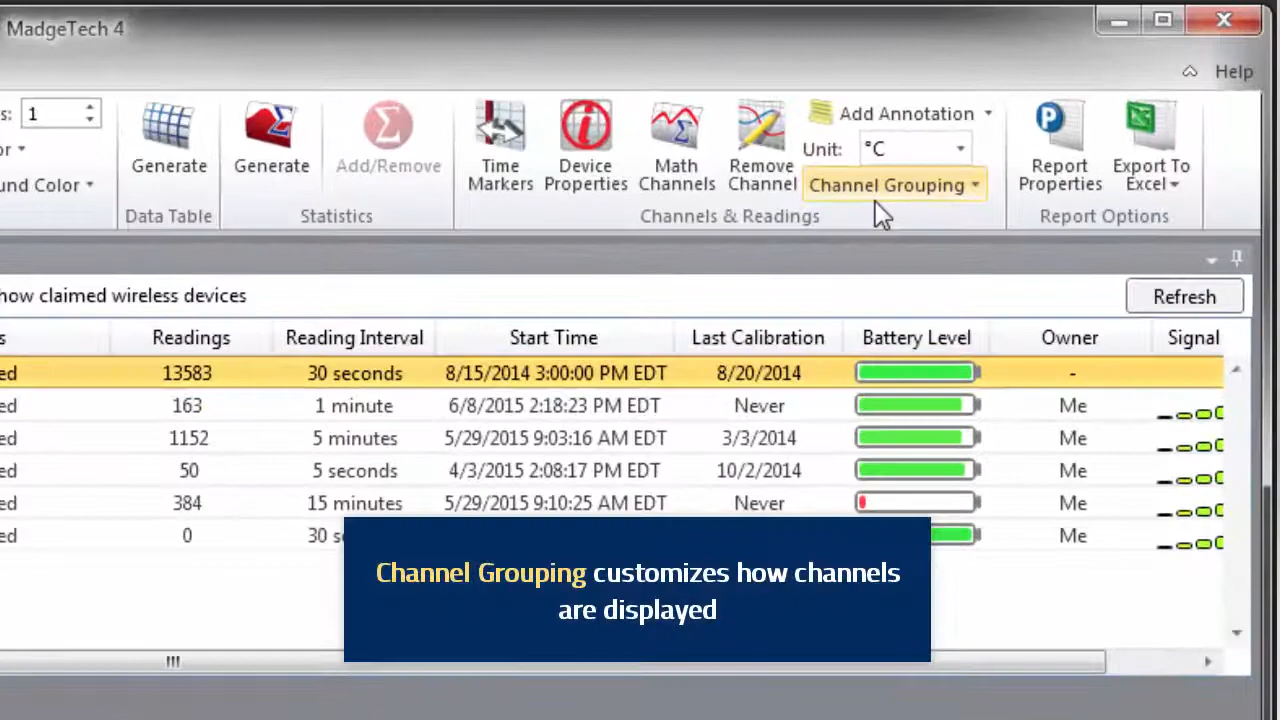 MadgeTech 4
Help
s: 1
or
und Color
Generate
Data Table
Generate
Add/Remove
Statistics
Time Markers
Device Properties
Math Channels
Remove Channel
Add Annotation
Unit: °C
Channel Grouping
Channels & Readings
Report Properties
Export To Excel
Report Options
how claimed wireless devices
Refresh
s Readings Reading Interval Start Time Last Calibration Battery Level Owner Signal
ed 13583 30 seconds 8/15/2014 3:00:00 PM EDT 8/20/2014 -
ed 163 1 minute 6/8/2015 2:18:23 PM EDT Never Me
ed 1152 5 minutes 5/29/2015 9:03:16 AM EDT 3/3/2014 Me
ed 50 5 seconds 4/3/2015 2:08:17 PM EDT 10/2/2014 Me
ed 384 15 minutes 5/29/2015 9:10:25 AM EDT Never Me
ed 0 30 se Me
Channel Grouping customizes how channels
are displayed